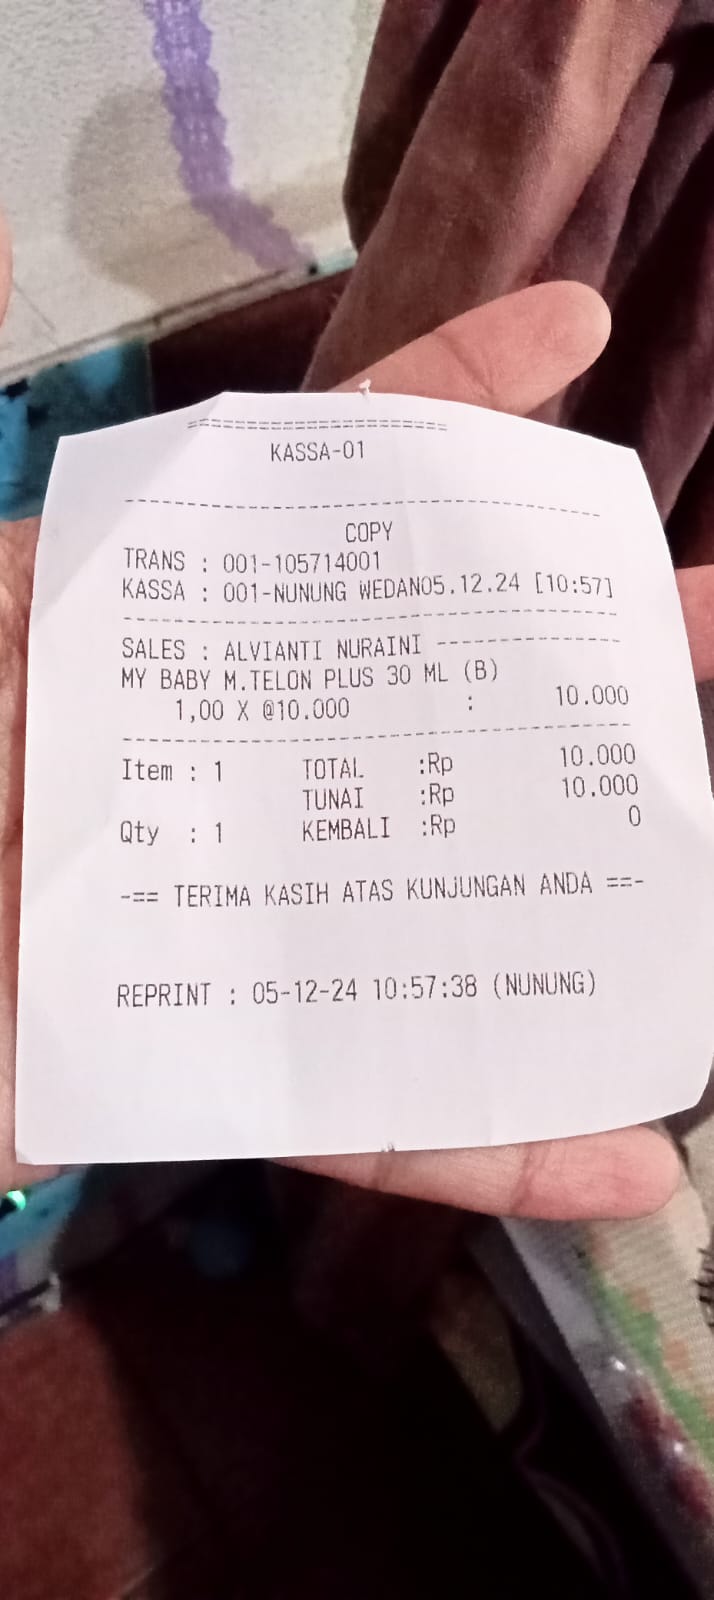 ======================
KASSA-01
----------------------------------------
COPY
TRANS : 001-105714001
KASSA : 001-NUNUNG WEDAN05.12.24 [10:57]
----------------------------------------
SALES : ALVIANTI NURAINI ---------------
MY BABY M.TELON PLUS 30 ML (B)
1,00 X @10.000 : 10.000
----------------------------------------
Item : 1 TOTAL :Rp 10.000
TUNAI :Rp 10.000
Qty : 1 KEMBALI :Rp 0
-== TERIMA KASIH ATAS KUNJUNGAN ANDA ==-
REPRINT : 05-12-24 10:57:38 (NUNUNG)